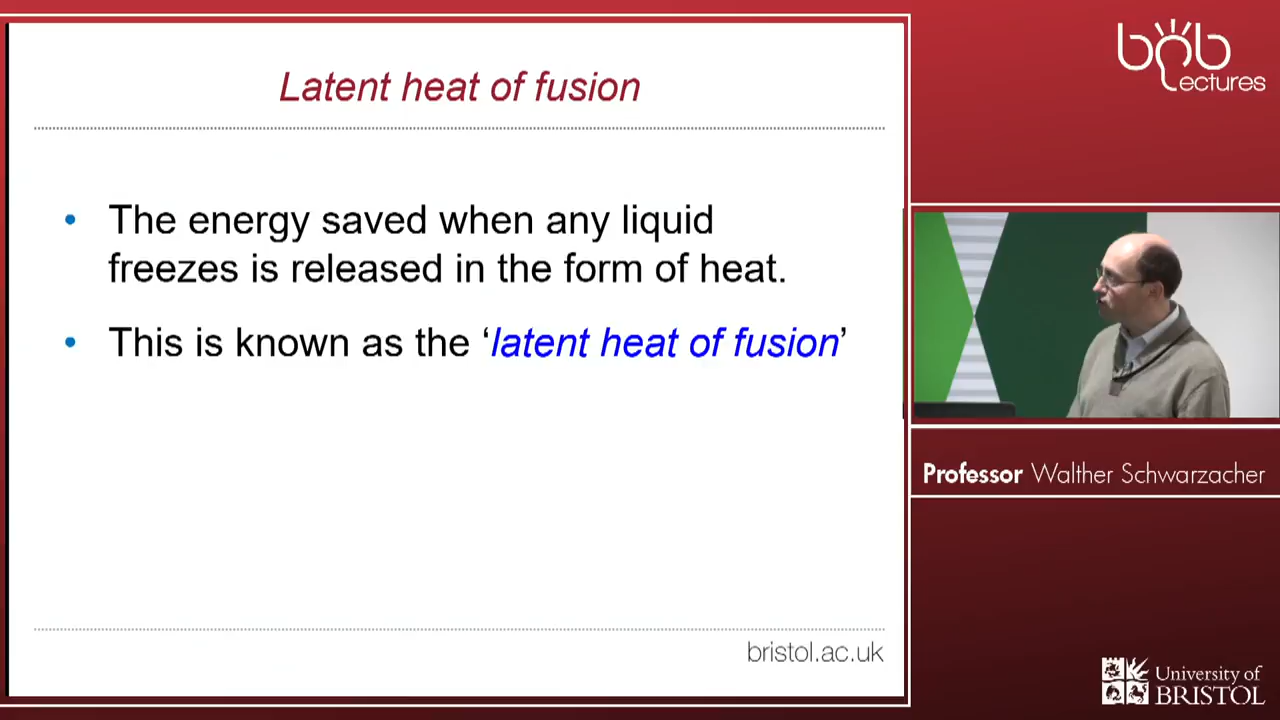 Latent heat of fusion
• The energy saved when any liquid
freezes is released in the form of heat.
• This is known as the ‘latent heat of fusion’
bristol.ac.uk
bob
Lectures
Professor Walther Schwarzacher
University of
BRISTOL